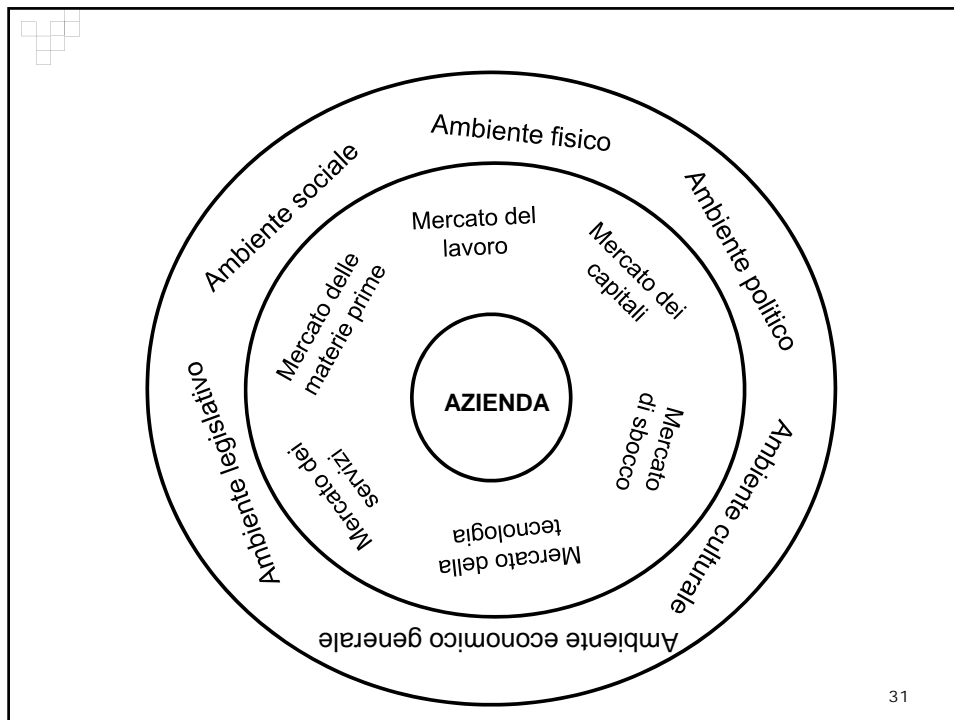 Ambiente fisico
Ambiente sociale
Ambiente politico
Mercato del
lavoro
Mercato dei
capitali
Mercato delle
materie prime
AZIENDA
Mercato
di sbocco
Ambiente legislativo
Mercato dei
servizi
Ambiente culturale
Mercato della
tecnologia
Ambiente economico generale
31